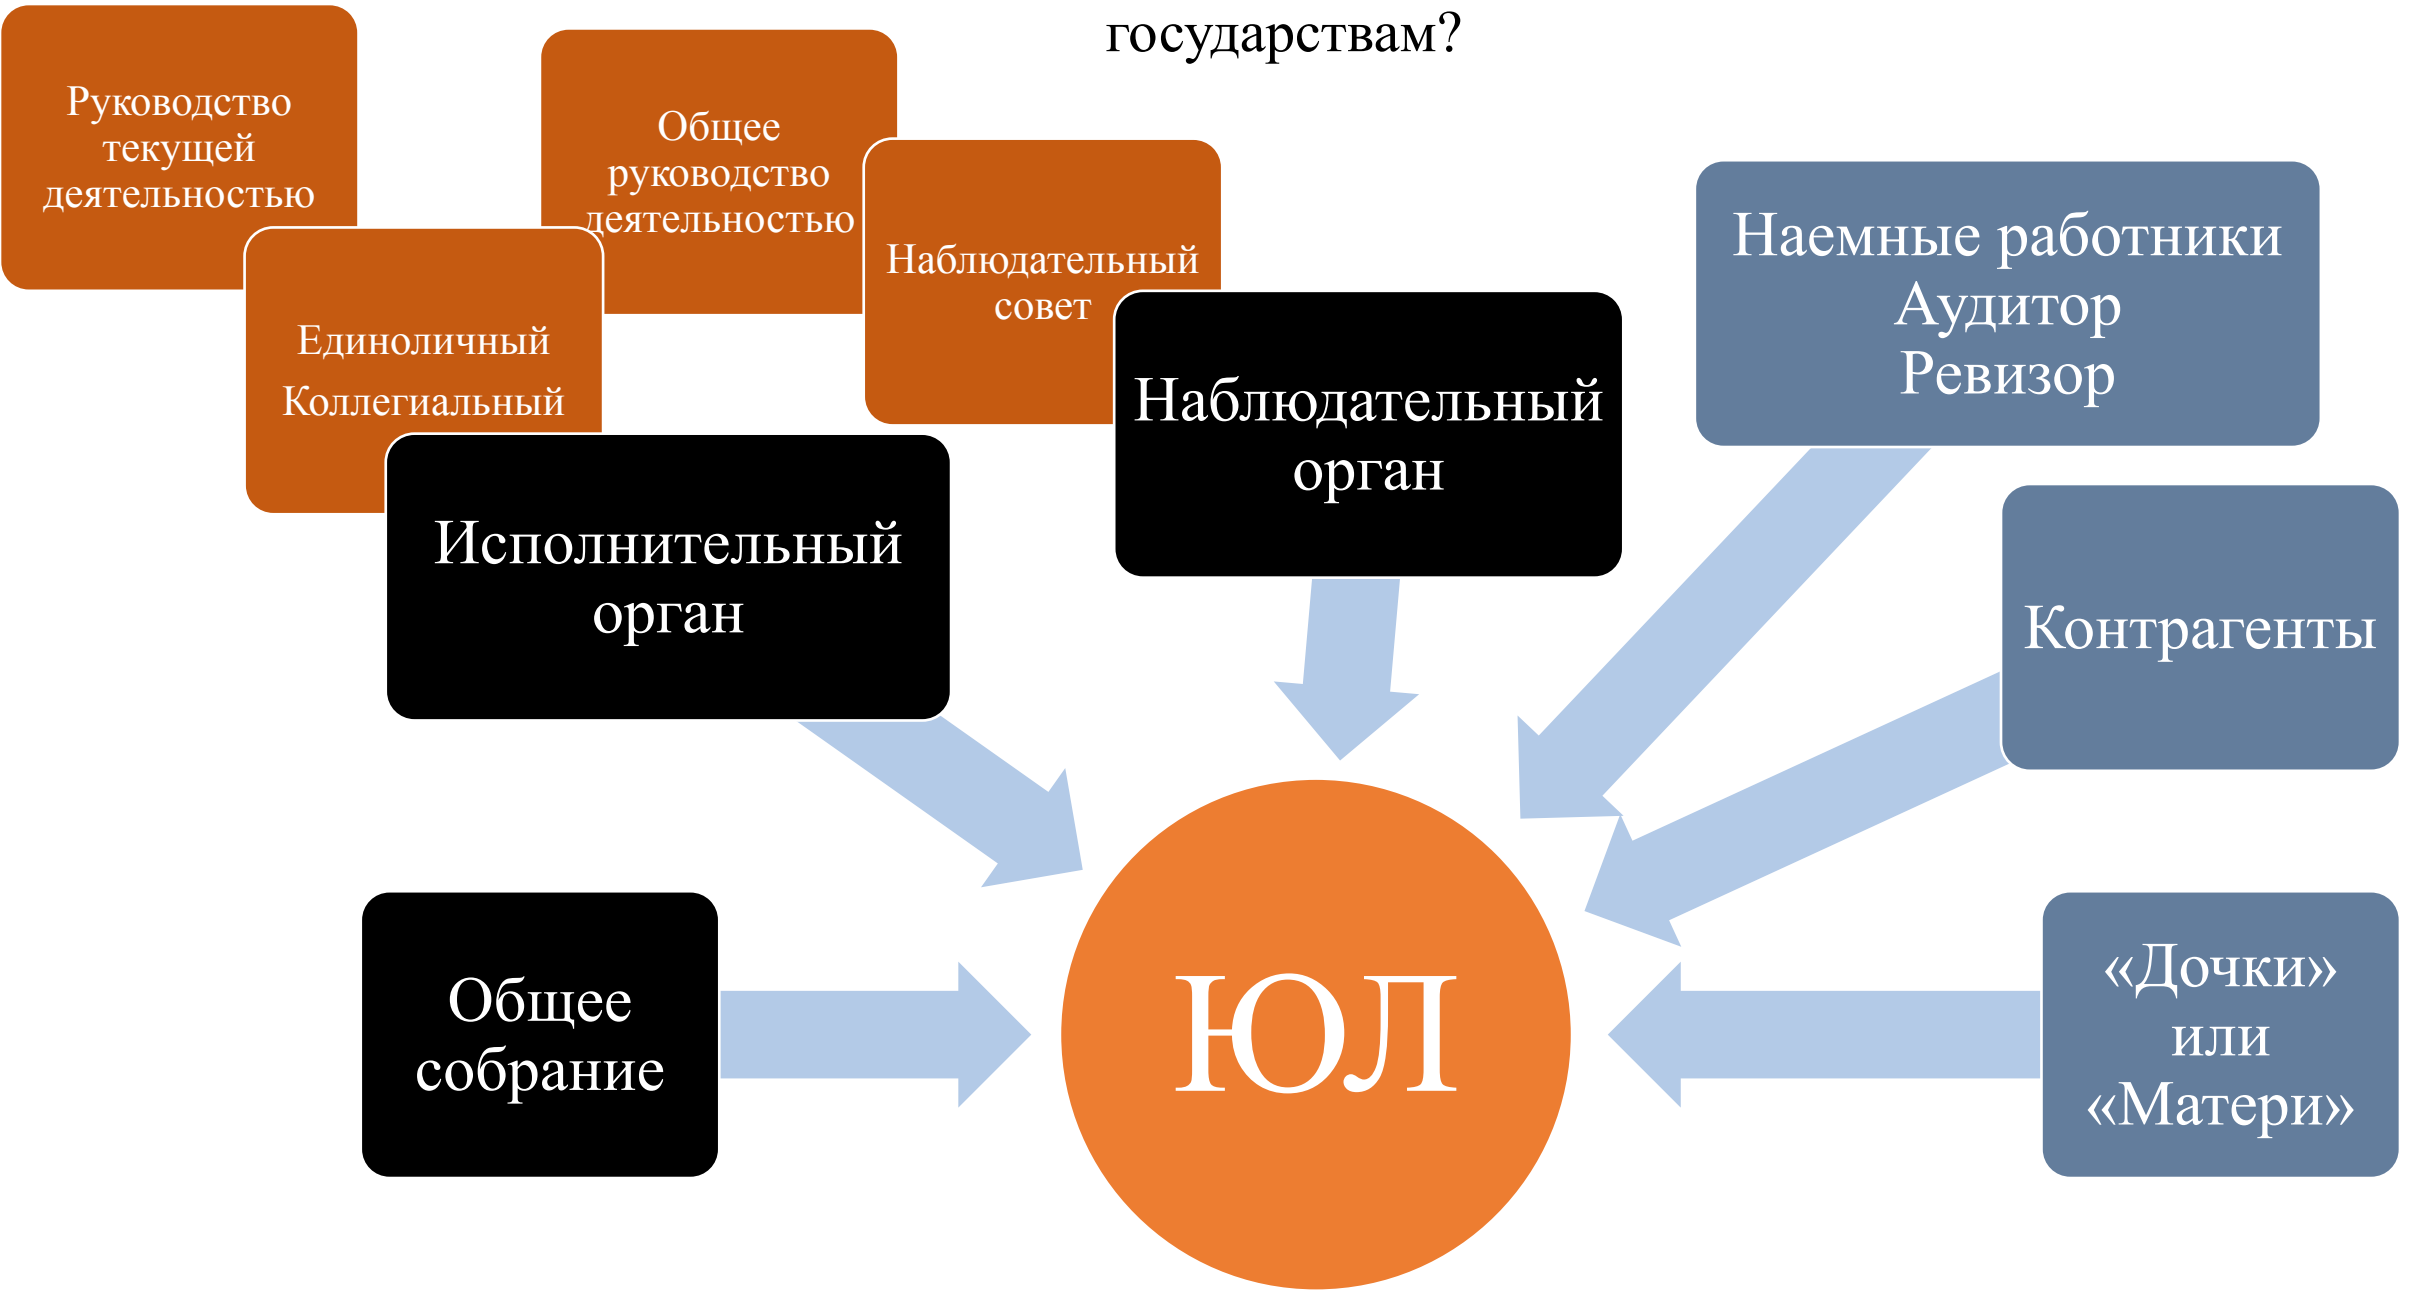 государствам?
Руководство
текущей
деятельностью
Общее
руководство
деятельностью
Наблюдательный
совет
Единоличный
Коллегиальный
Исполнительный
орган
Наблюдательный
орган
Наемные работники
Аудитор
Ревизор
Контрагенты
Общее
собрание
ЮЛ
«Дочки»
или
«Матери»